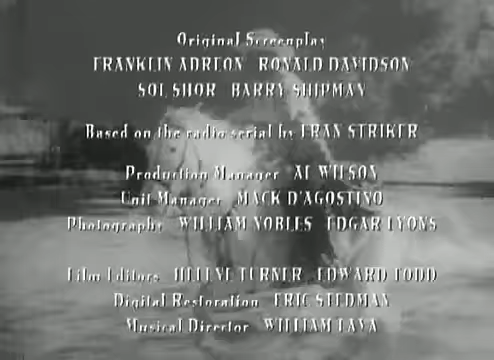 Original Screenplay
FRANKLIN ADREON RONALD DAVIDSON
SOL SHOR BARRY SHIPMAN
Based on the radio serial by FRAN STRIKER
Production Manager AL WILSON
Unit Manager MACK D'AGOSTINO
Photography WILLIAM NOBLES EDGAR LYONS
Film Editors HELENE TURNER EDWARD TODD
Digital Restoration ERIC STEDMAN
Musical Director WILLIAM LAVA